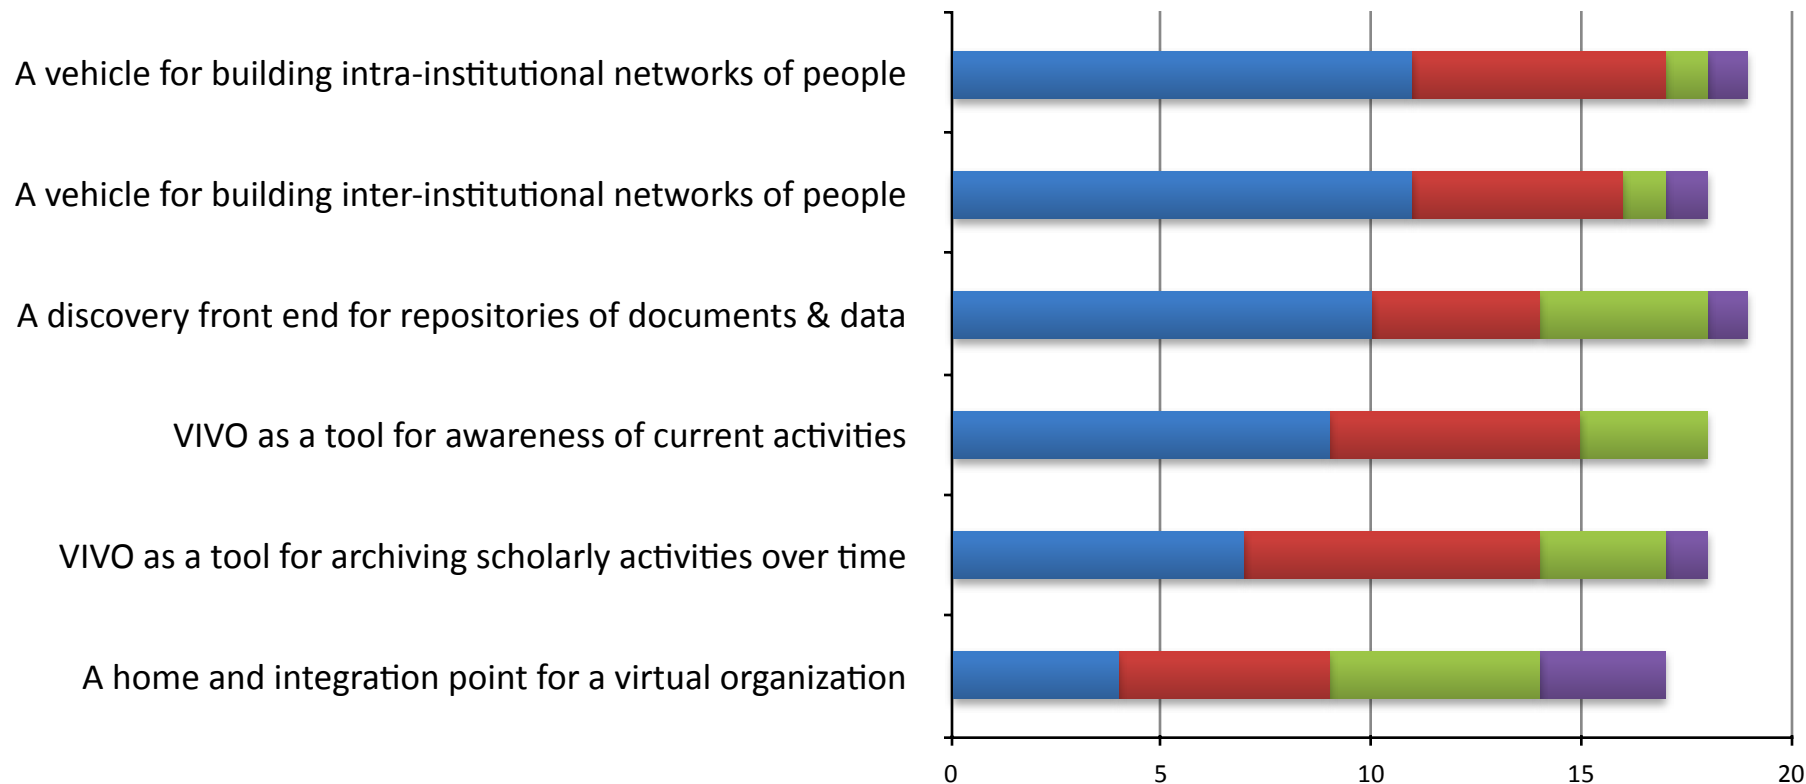 A vehicle for building intra-institutional networks of people
A vehicle for building inter-institutional networks of people
A discovery front end for repositories of documents & data
VIVO as a tool for awareness of current activities
VIVO as a tool for archiving scholarly activities over time
A home and integration point for a virtual organization
0 5 10 15 20